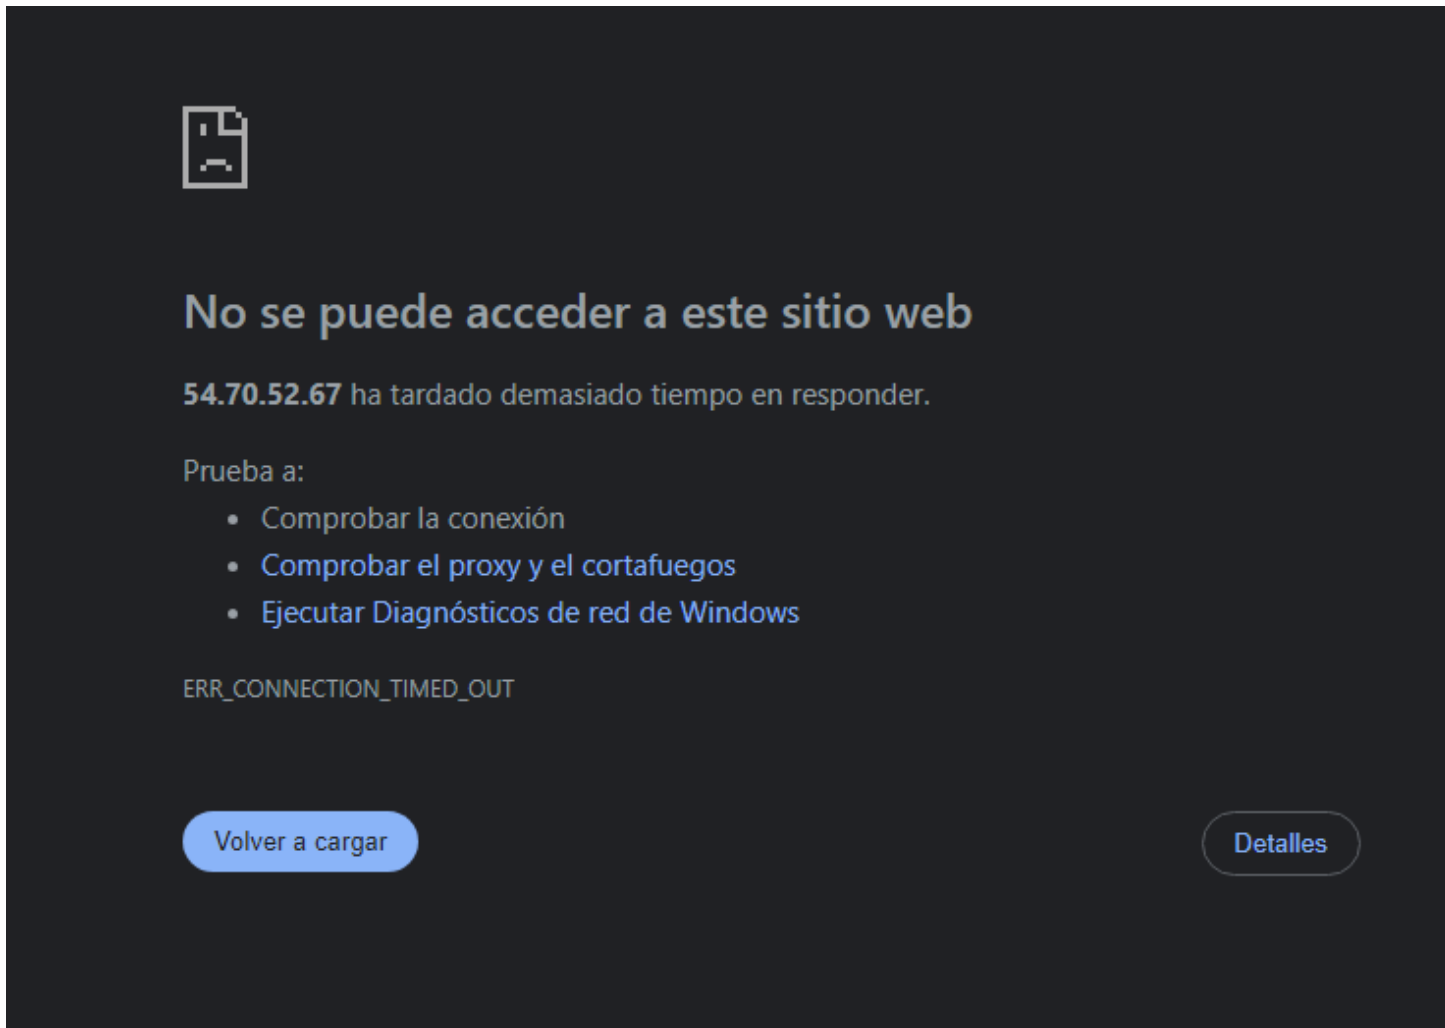 No se puede acceder a este sitio web
54.70.52.67 ha tardado demasiado tiempo en responder.
Prueba a:
• Comprobar la conexión
• Comprobar el proxy y el cortafuegos
• Ejecutar Diagnósticos de red de Windows
ERR_CONNECTION_TIMED_OUT
Volver a cargar
Detalles